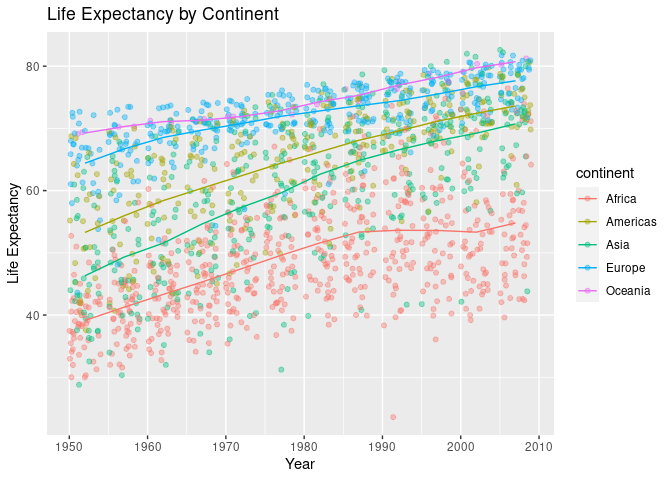 Life Expectancy by Continent
80
60
40
Life Expectancy
1950 1960 1970 1980 1990 2000 2010
Year
continent
Africa
Americas
Asia
Europe
Oceania